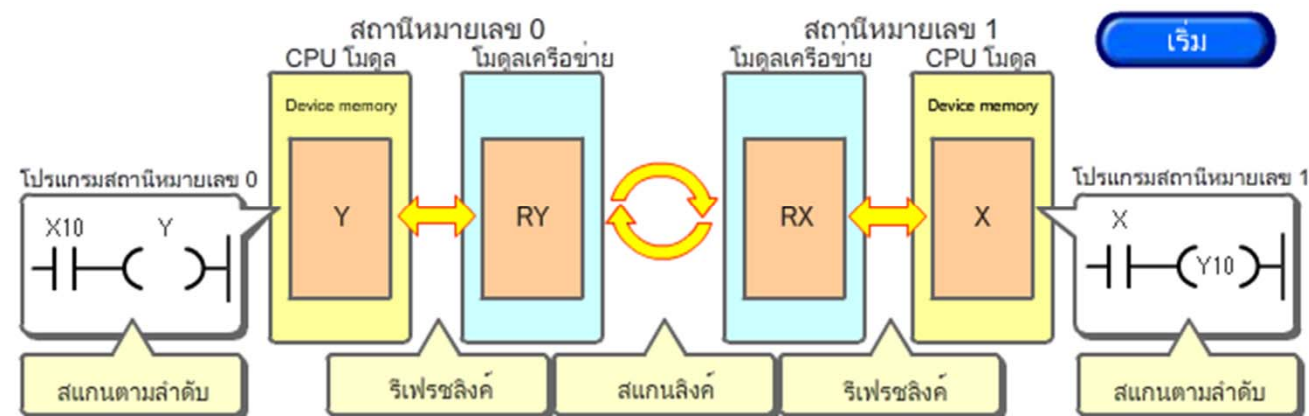 สถานีหมายเลข 0
สถานีหมายเลข 1
เริ่ม
CPU โมดูล
โมดูลเครือข่าย
โมดูลเครือข่าย
CPU โมดูล
Device memory
Device memory
โปรแกรมสถานีหมายเลข 0
โปรแกรมสถานีหมายเลข 1
X10 Y
Y
RY
RX
X
X
Y10
สแกนตามลำดับ
รีเฟรชลิงค์
สแกนลิงค์
รีเฟรชลิงค์
สแกนตามลำดับ